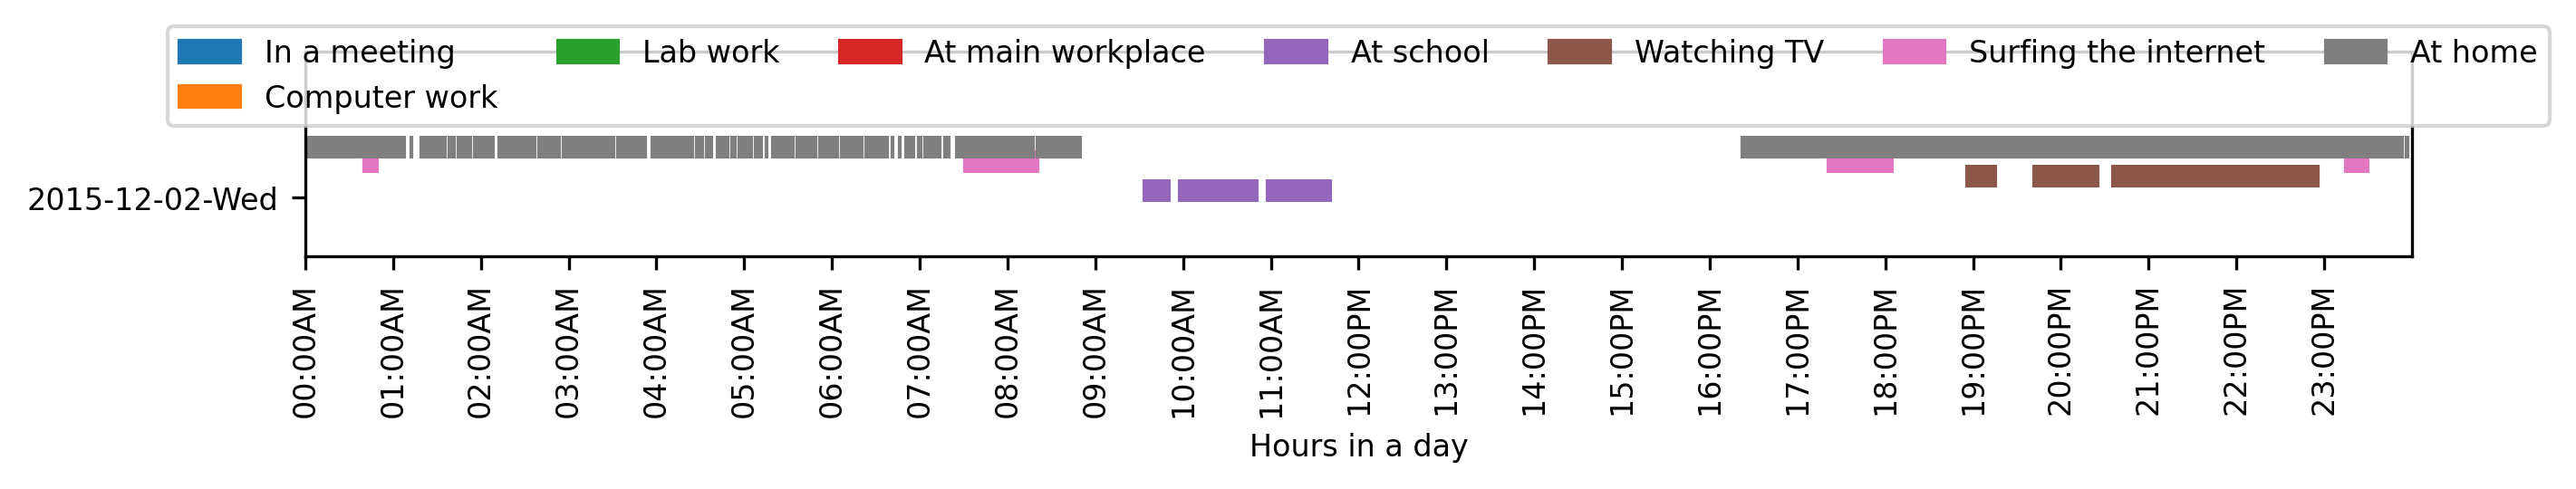 In a meeting Lab work At main workplace At school Watching TV Surfing the internet At home
Computer work
2015-12-02-Wed
00:00AM 01:00AM 02:00AM 03:00AM 04:00AM 05:00AM 06:00AM 07:00AM 08:00AM 09:00AM 10:00AM 11:00AM 12:00PM 13:00PM 14:00PM 15:00PM 16:00PM 17:00PM 18:00PM 19:00PM 20:00PM 21:00PM 22:00PM 23:00PM
Hours in a day